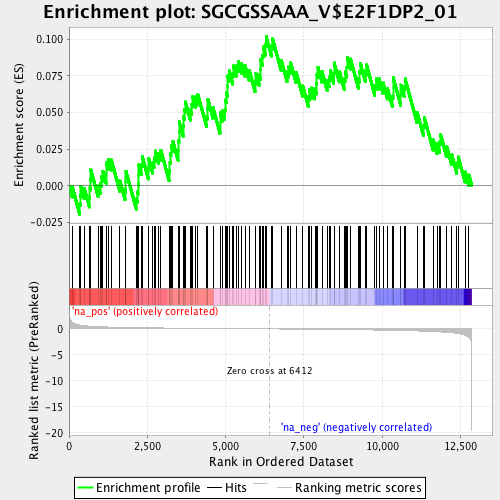 Enrichment plot: SGCGSSAAA_V$E2F1DP2_01
Enrichment score (ES)
0.100
0.075
0.050
0.025
0.000
-0.025
'na_pos' (positively correlated)
Ranked list metric (PreRanked)
0
-5
-10
-15
-20
Zero cross at 6412
'na_neg' (negatively correlated)
0
2,500
5,000
7,500
10,000
12,500
Rank in Ordered Dataset
Enrichment profile
Hits
Ranking metric scores